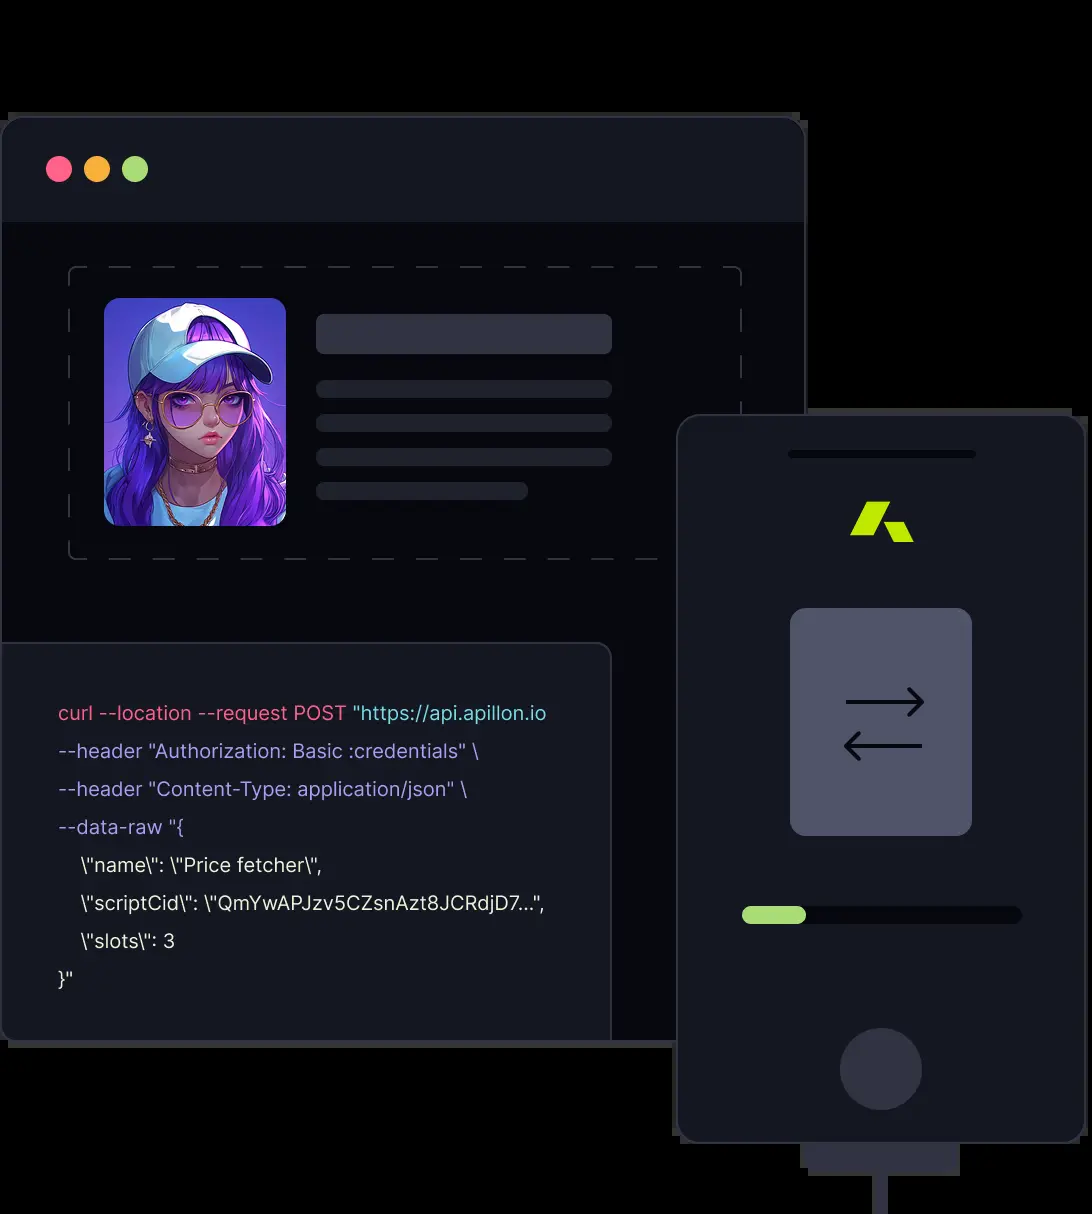 curl --location --request POST "https://api.apillon.io
--header "Authorization: Basic :credentials" \
--header "Content-Type: application/json" \
--data-raw "{
\"name\": \"Price fetcher\",
\"scriptCid\": \"QmYwAPJzv5CZsnAzt8JCRdjD7...",
\"slots\": 3
}"